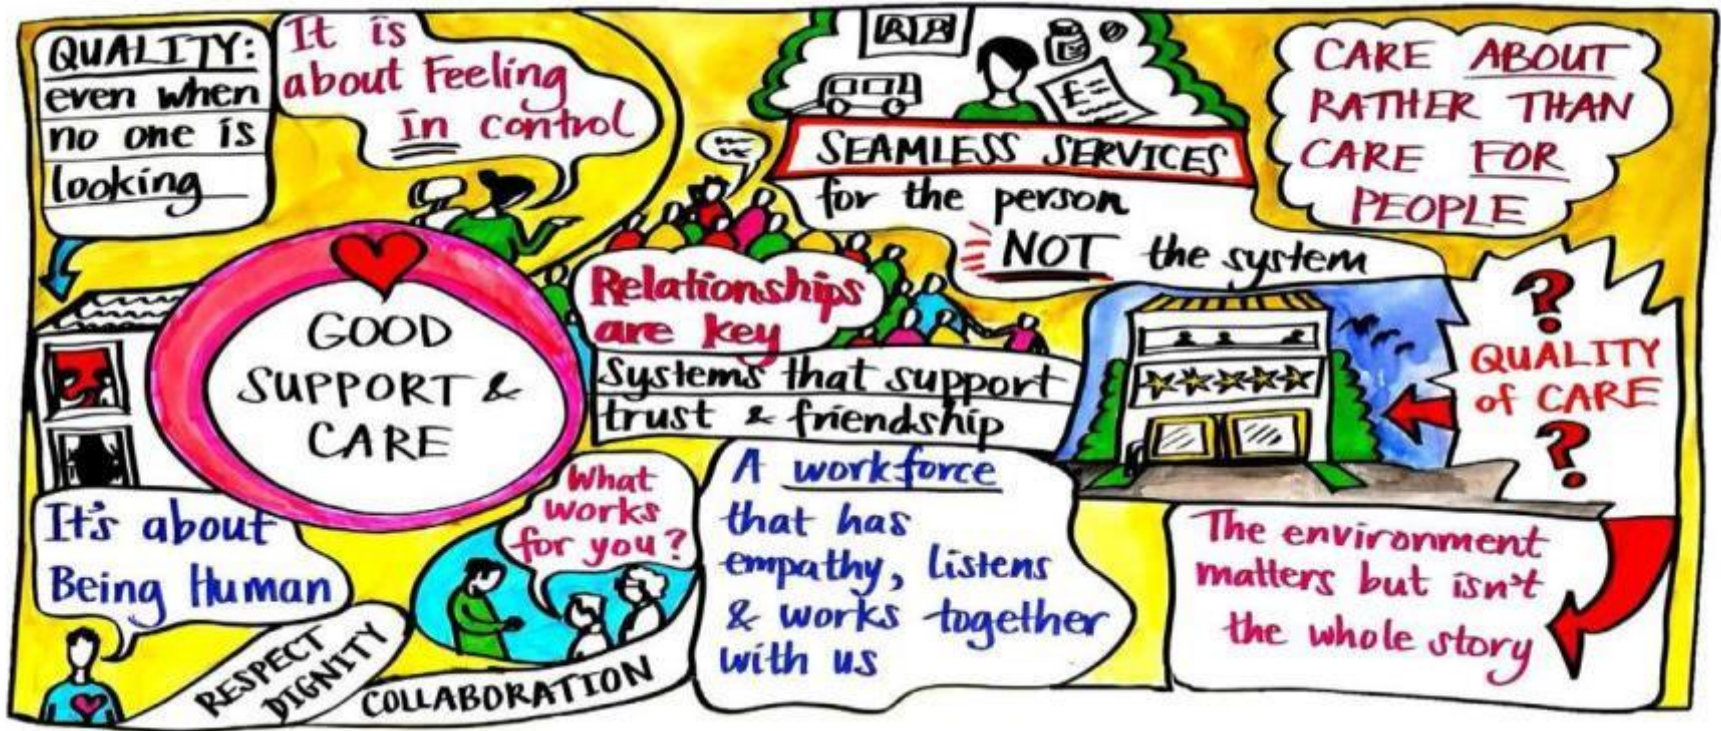 QUALITY:
even when
no one is
looking
It is
about Feeling
in control
SEAMLESS SERVICES
for the person
NOT the system
£
CARE ABOUT
RATHER THAN
CARE FOR
PEOPLE
GOOD
SUPPORT &
CARE
Relationships
are key
Systems that support
trust & friendship
?
QUALITY
of CARE
?
It's about
Being Human
What
works
for you?
A workforce
that has
empathy, listens
& works together
with us
The environment
matters but isn't
the whole story
RESPECT
DIGNITY
COLLABORATION